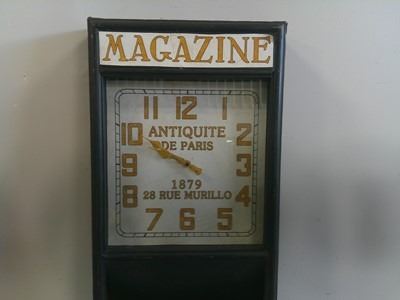 MAGAZINE
11 12 1
10 ANTIQUITE 2
DE PARIS
9 1879 3
8 28 RUE MURILLO 4
7 6 5